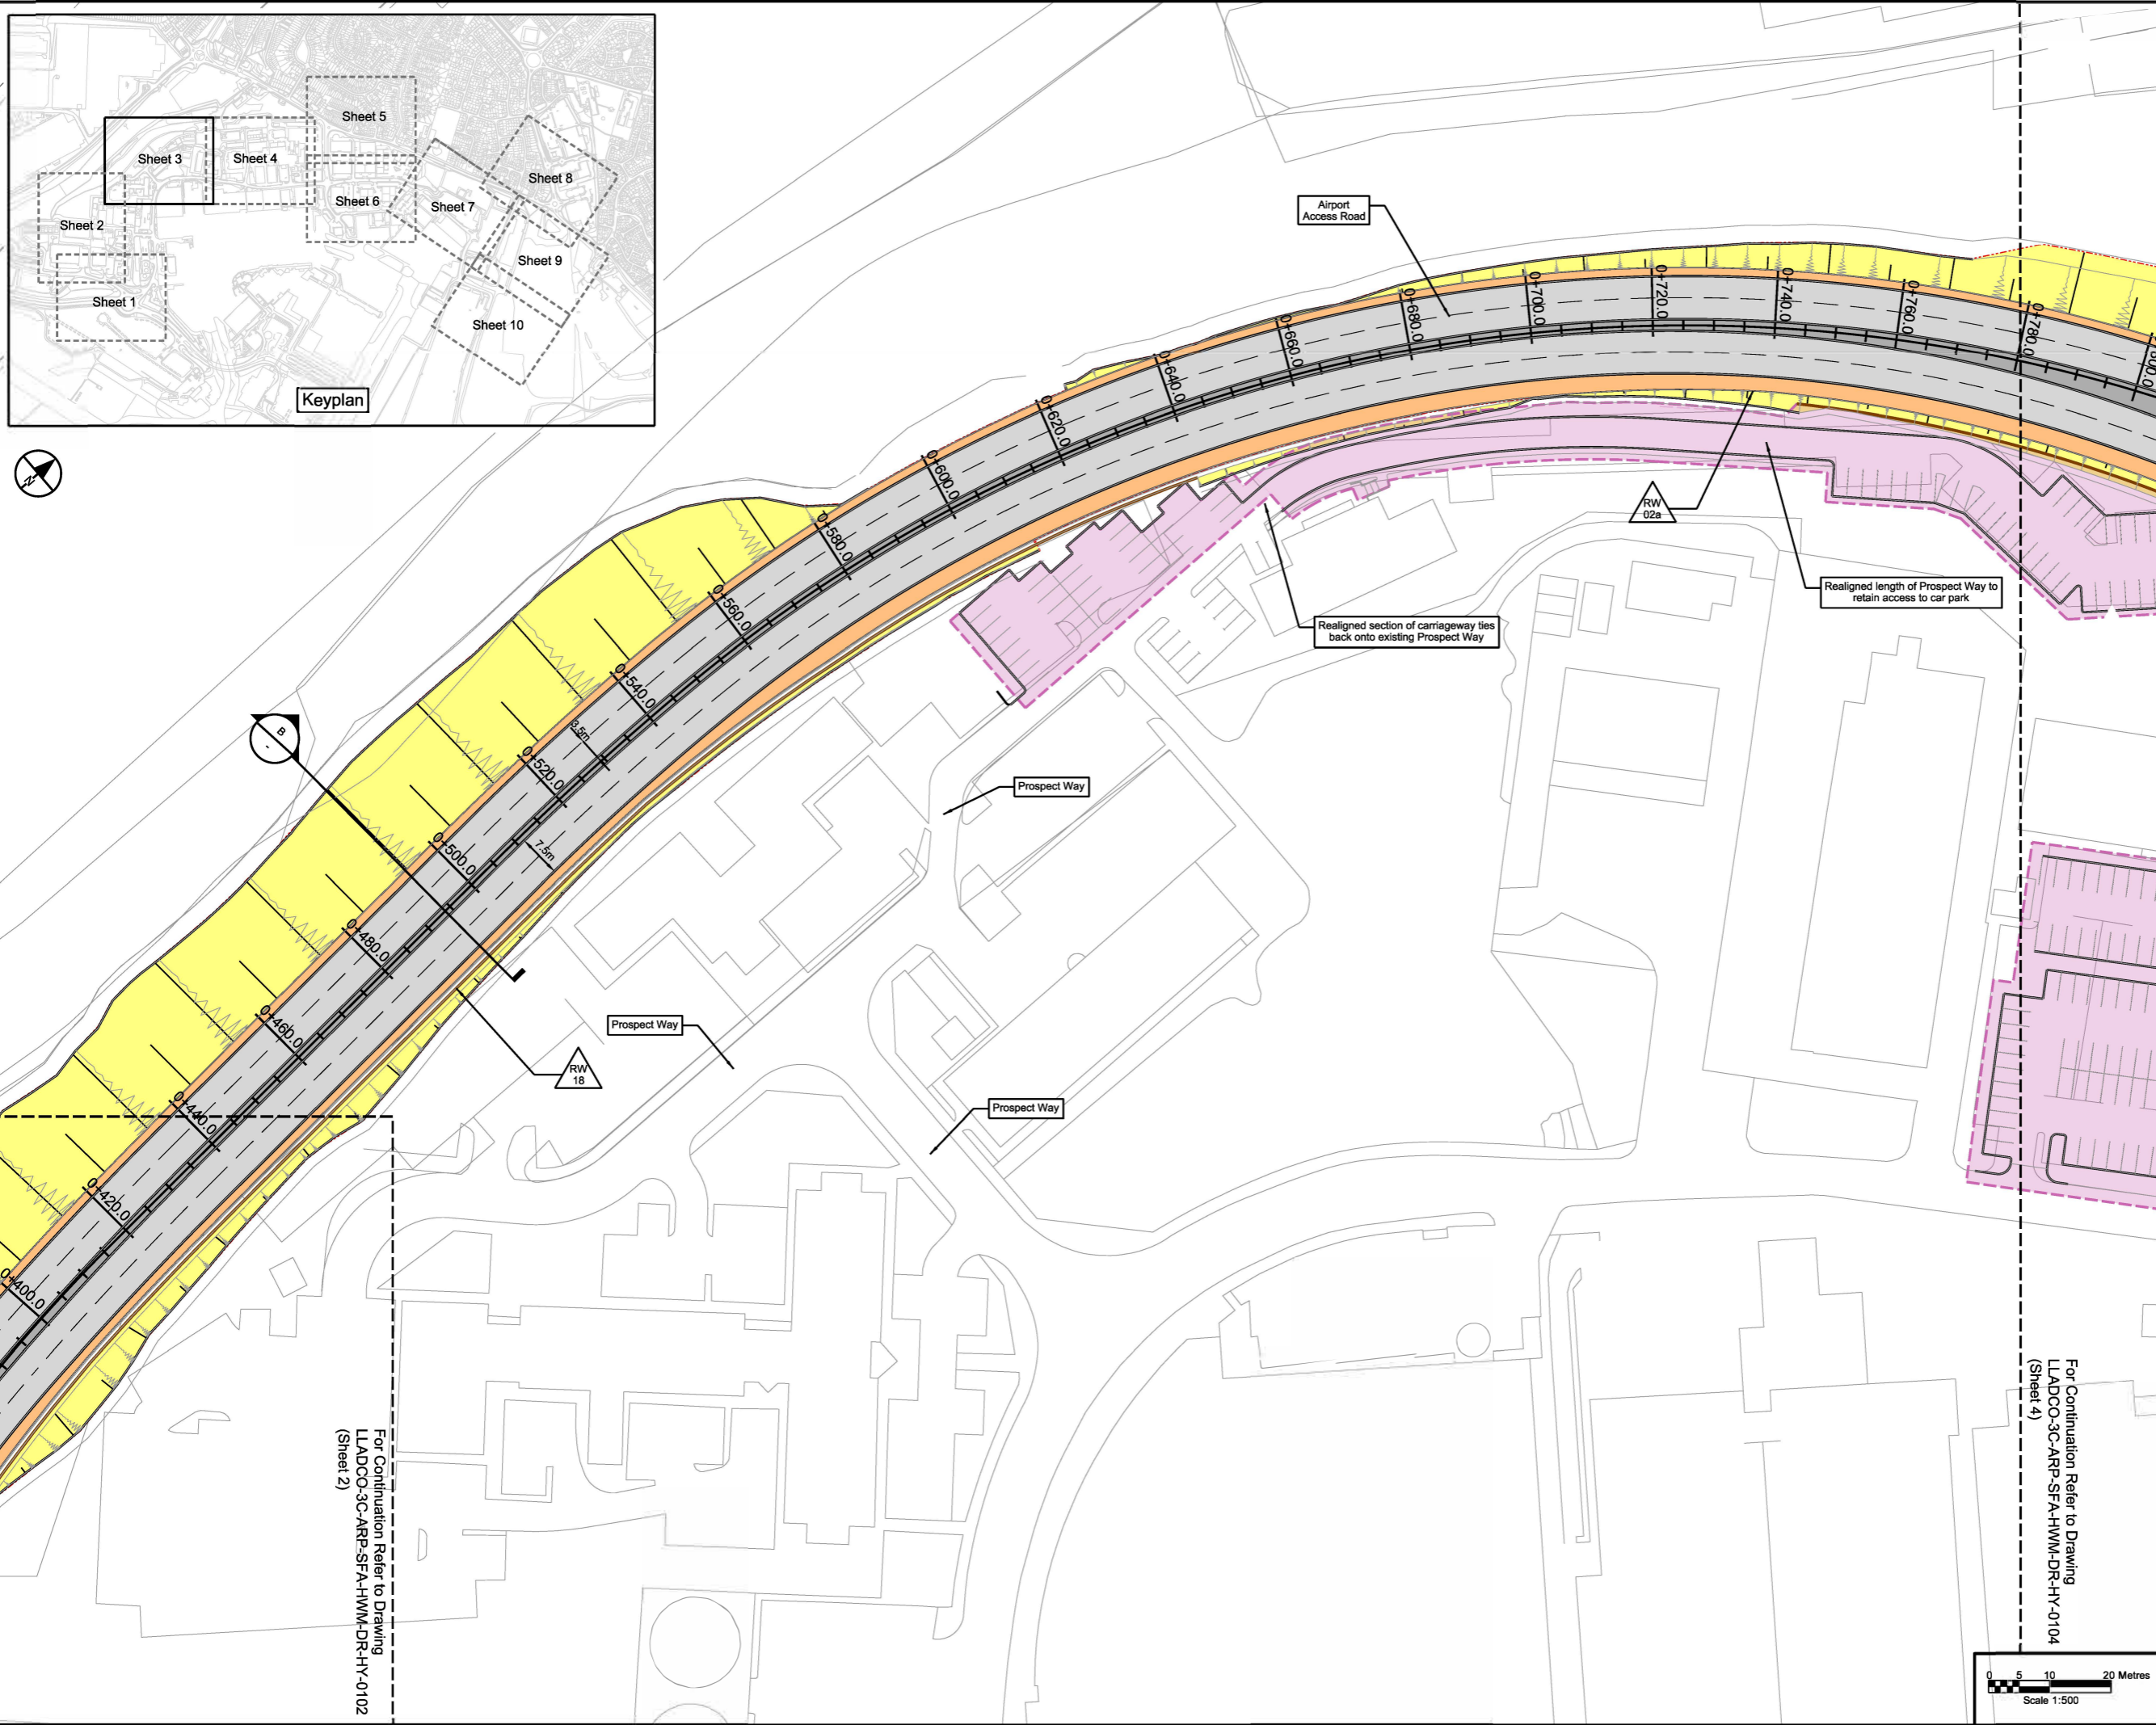 Sheet 5
Sheet 3
Sheet 4
Sheet 8
Sheet 6
Sheet 7
Sheet 2
Sheet 9
Sheet 1
Sheet 10
Keyplan
N
Airport
Access Road
0+400.0
0+420.0
0+440.0
0+460.0
0+480.0
0+500.0
0+520.0
0+540.0
0+560.0
0+580.0
0+600.0
0+620.0
0+640.0
0+660.0
0+680.0
0+700.0
0+720.0
0+740.0
0+760.0
0+780.0
3.5m
7.5m
B
-
RW
02a
Realigned length of Prospect Way to
retain access to car park
Realigned section of carriageway ties
back onto existing Prospect Way
Prospect Way
Prospect Way
RW
18
Prospect Way
For Continuation Refer to Drawing
LLADCO-3C-ARP-SFA-HWM-DR-HY-0102
(Sheet 2)
For Continuation Refer to Drawing
LLADCO-3C-ARP-SFA-HWM-DR-HY-0104
(Sheet 4)
0 5 10 20 Metres
Scale 1:500